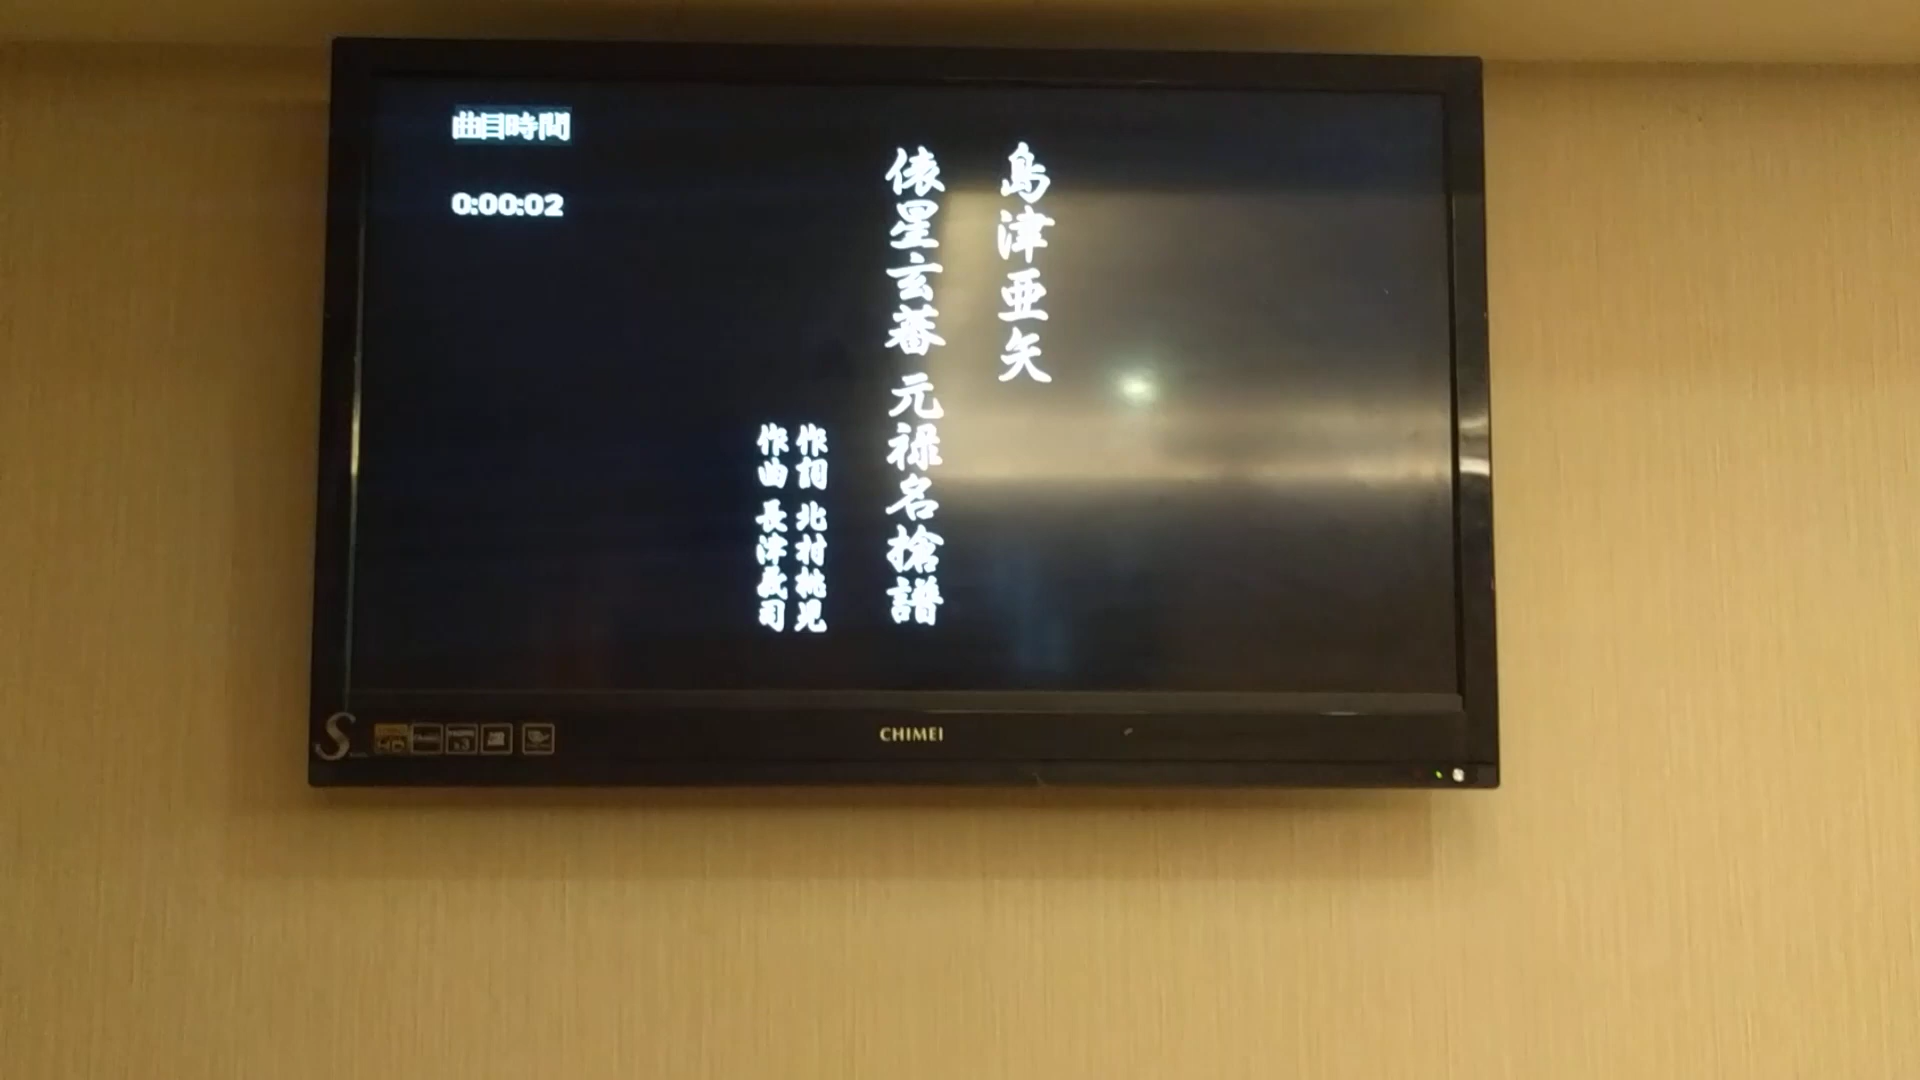 曲目時間
0:00:02
島津亜矢
俵星玄蕃 元禄名槍譜
作詞 北村桃児
作曲 長津義司
CHIMEI